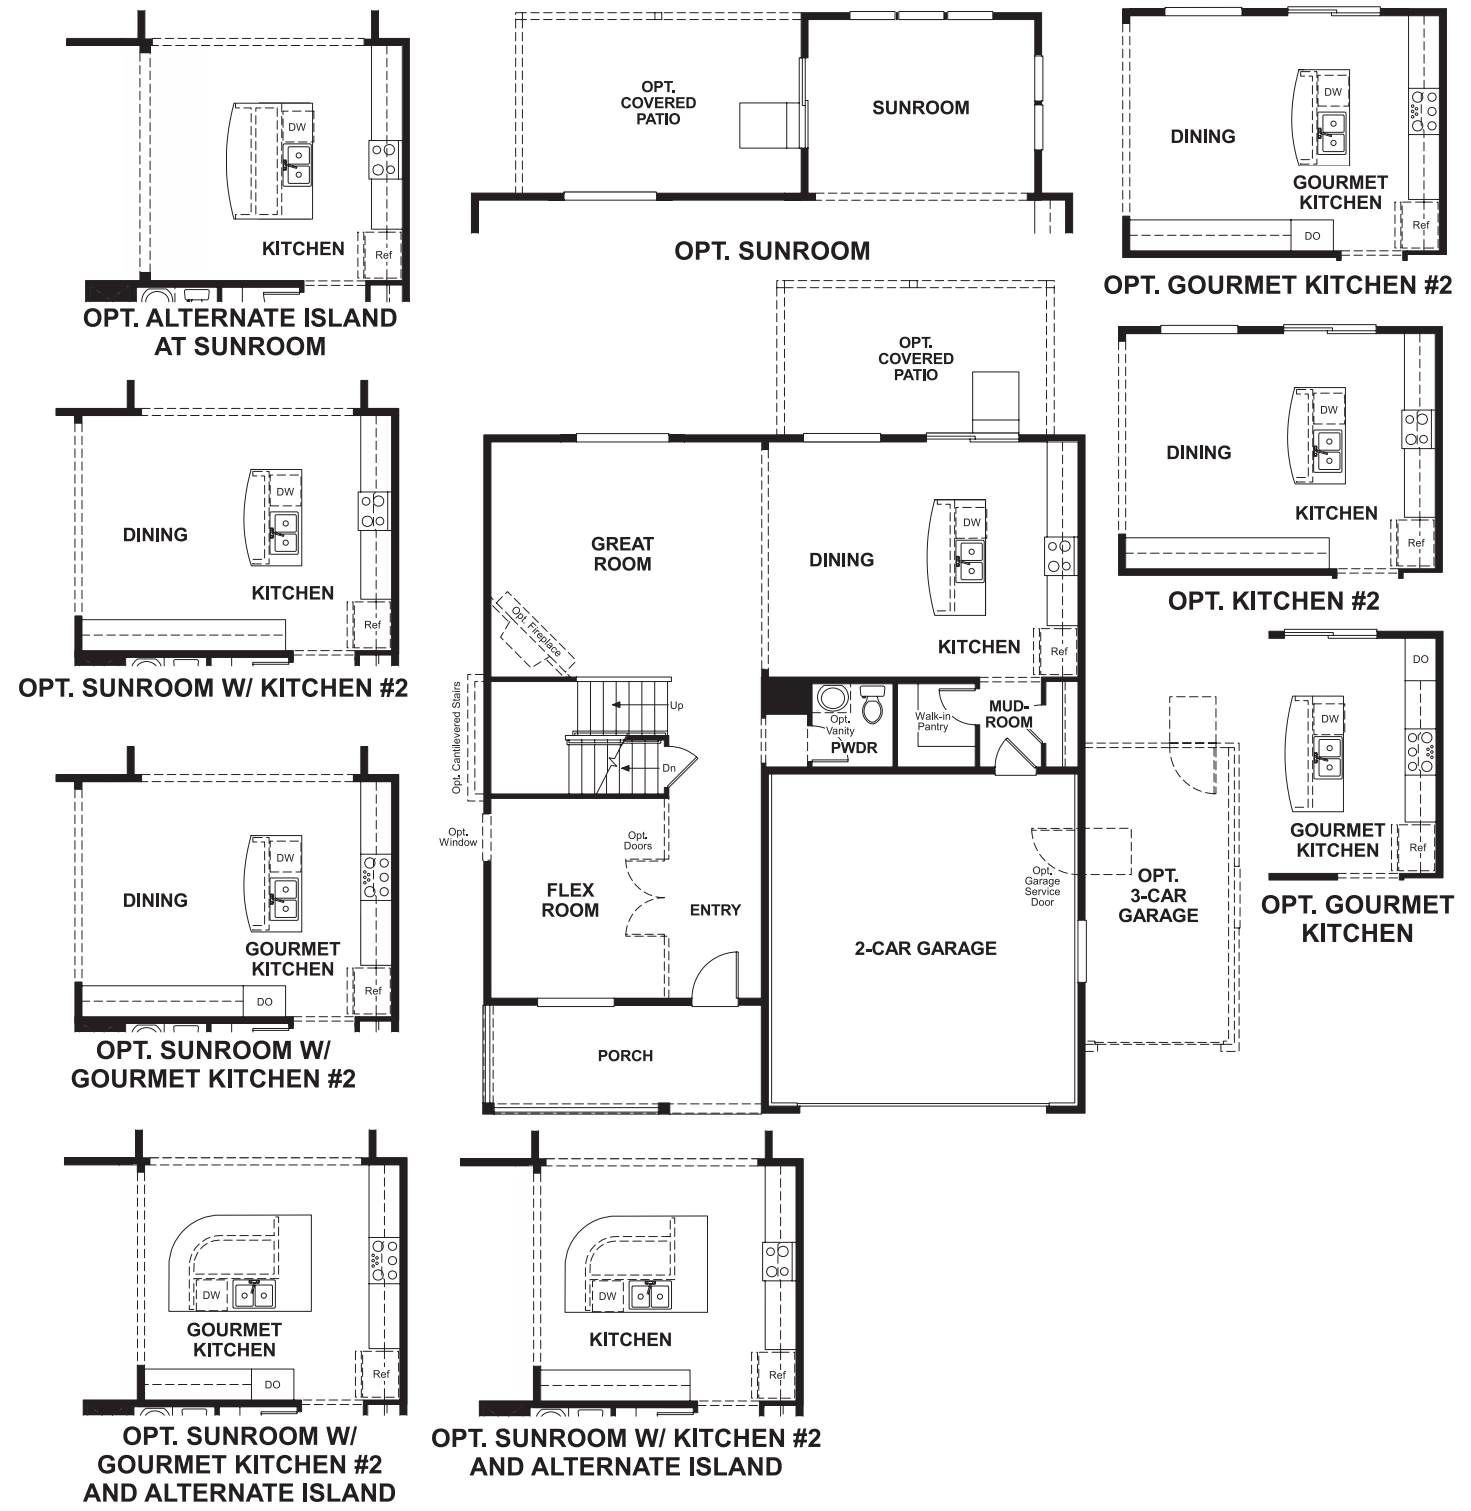 DW
KITCHEN
Ref
OPT. ALTERNATE ISLAND
AT SUNROOM
OPT.
COVERED
PATIO
SUNROOM
OPT. SUNROOM
DINING
DW
GOURMET
KITCHEN
Ref
DO
OPT. GOURMET KITCHEN #2
DINING
DW
KITCHEN
Ref
OPT. SUNROOM W/ KITCHEN #2
DINING
DW
KITCHEN
Ref
OPT. KITCHEN #2
DINING
DW
GOURMET
KITCHEN
Ref
DO
OPT. SUNROOM W/
GOURMET KITCHEN #2
DO
DW
GOURMET
KITCHEN
Ref
OPT. GOURMET
KITCHEN
OPT.
COVERED
PATIO
GREAT
ROOM
DINING
DW
KITCHEN
Ref
Opt. Fireplace
Opt. Cantilevered Stairs
Up
Dn
Opt.
Vanity
PWDR
Walk-in
Pantry
MUD-
ROOM
Opt.
Window
Opt.
Doors
FLEX
ROOM
ENTRY
2-CAR GARAGE
Opt.
Garage
Service
Door
OPT.
3-CAR
GARAGE
PORCH
DW
GOURMET
KITCHEN
Ref
DO
OPT. SUNROOM W/
GOURMET KITCHEN #2
AND ALTERNATE ISLAND
DW
KITCHEN
Ref
OPT. SUNROOM W/ KITCHEN #2
AND ALTERNATE ISLAND